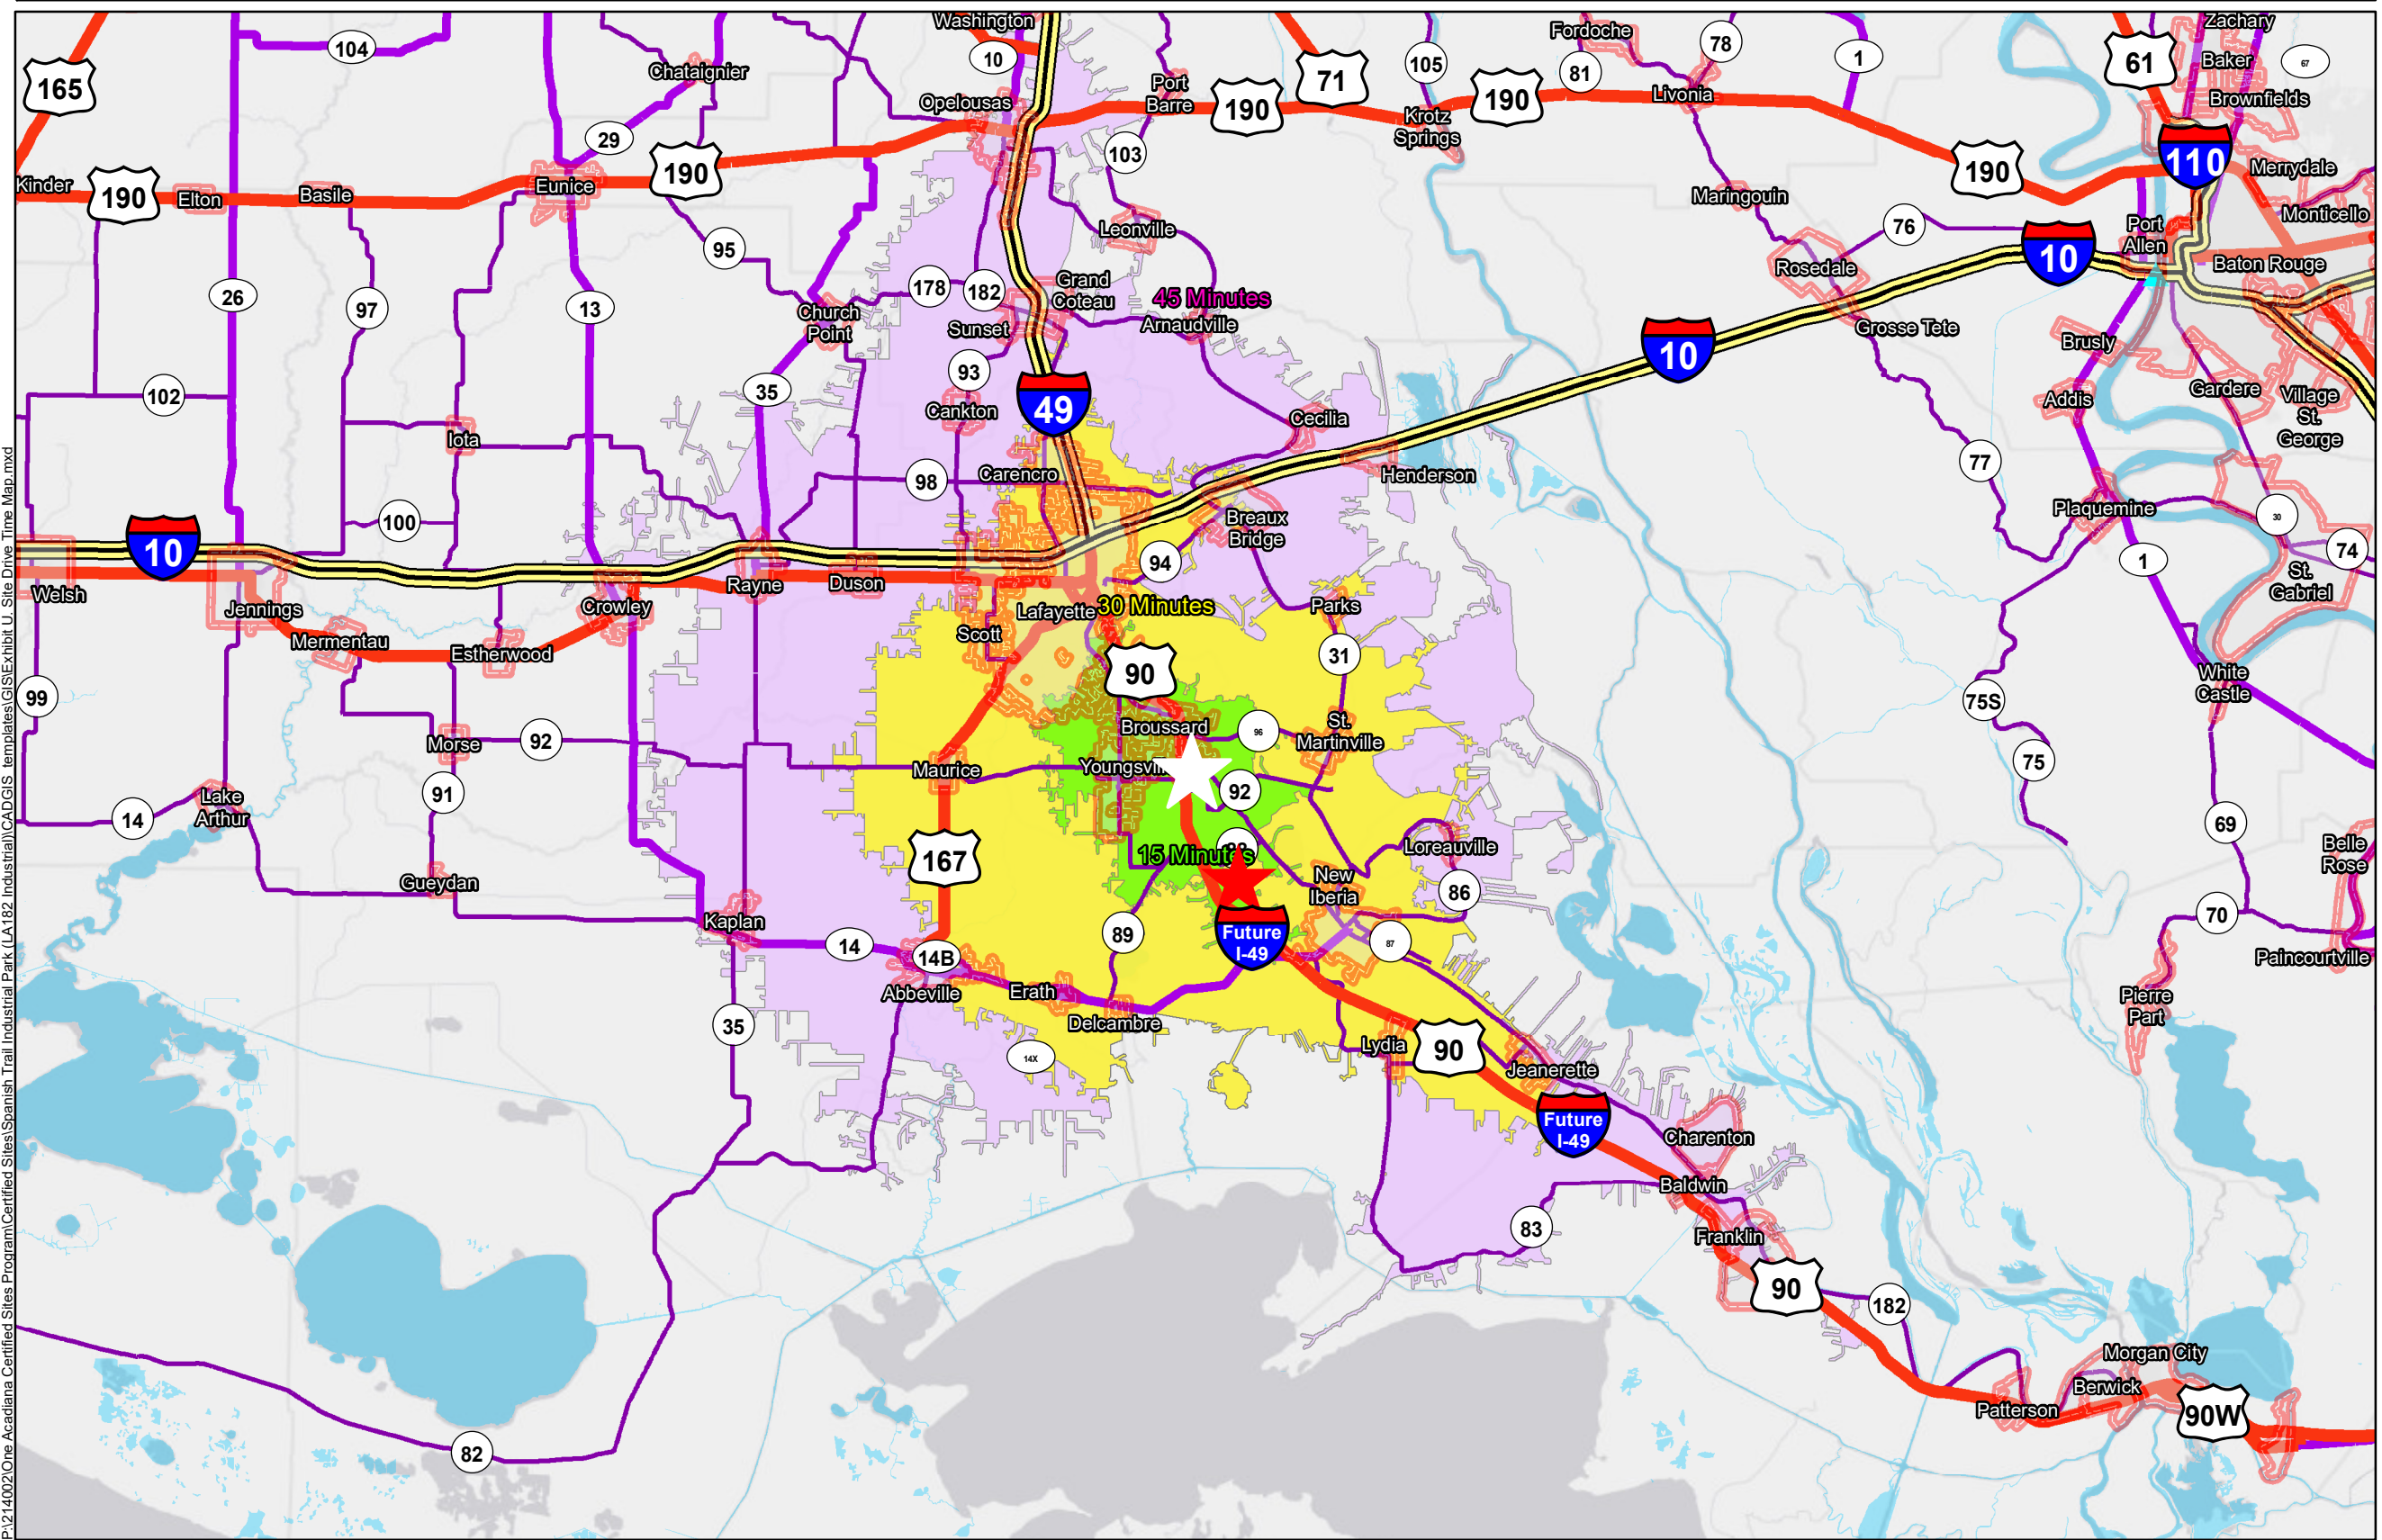 Washington
Fordoche
Zachary
104
10
78
1
61
Baker
67
165
Chataignier
Port
Barre
71
105
81
Opelousas
190
190
Livonia
Brownfields
Krotz
Springs
29
103
110
190
190
Merrydale
Kinder
190
Elton
Basile
Eunice
Maringouin
Monticello
95
Leonville
76
Port
Allen
10
Baton Rouge
Rosedale
26
97
13
178
182
Grand
Coteau
45 Minutes
Church
Point
Sunset
Arnaudville
Grosse Tete
10
Brusly
93
102
35
49
Cankton
Cecilia
Addis
Gardere
Village
St.
George
Iota
98
Carencro
Henderson
77
100
Breaux
Bridge
Plaquemine
30
10
94
1
74
Welsh
Jennings
Crowley
Rayne
Duson
Lafayette
30 Minutes
Parks
St.
Gabriel
Mermentau
Estherwood
Scott
31
99
90
White
Castle
75S
Morse
92
Broussard
96
St.
Martinville
Maurice
Youngsvill
92
75
Lake
Arthur
14
91
69
167
15 Minutes
Loreauville
Belle
Rose
Gueydan
New
Iberia
86
Kaplan
89
Future
I-49
87
70
14
14B
Paincourtville
Abbeville
Erath
Delcambre
Pierre
Part
35
14X
Lydia
90
Jeanerette
Future
I-49
Charenton
Baldwin
83
Franklin
90
182
Morgan City
Berwick
Patterson
90W
82
P:\214002\One Acadiana Certified Sites Program\Certified Sites\Spanish Trail Industrial Park (LA182 Industrial)\CADGIS_templates\GIS\Exhibit U. Site Drive Time Map.mxd